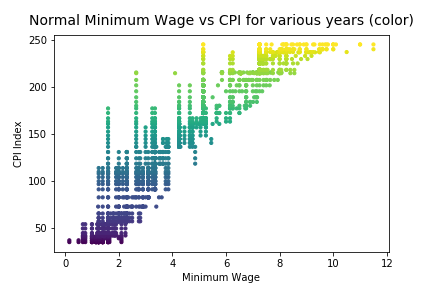 Normal Minimum Wage vs CPI for various years (color)
250
200
150
100
50
CPI Index
0 2 4 6 8 10 12
Minimum Wage